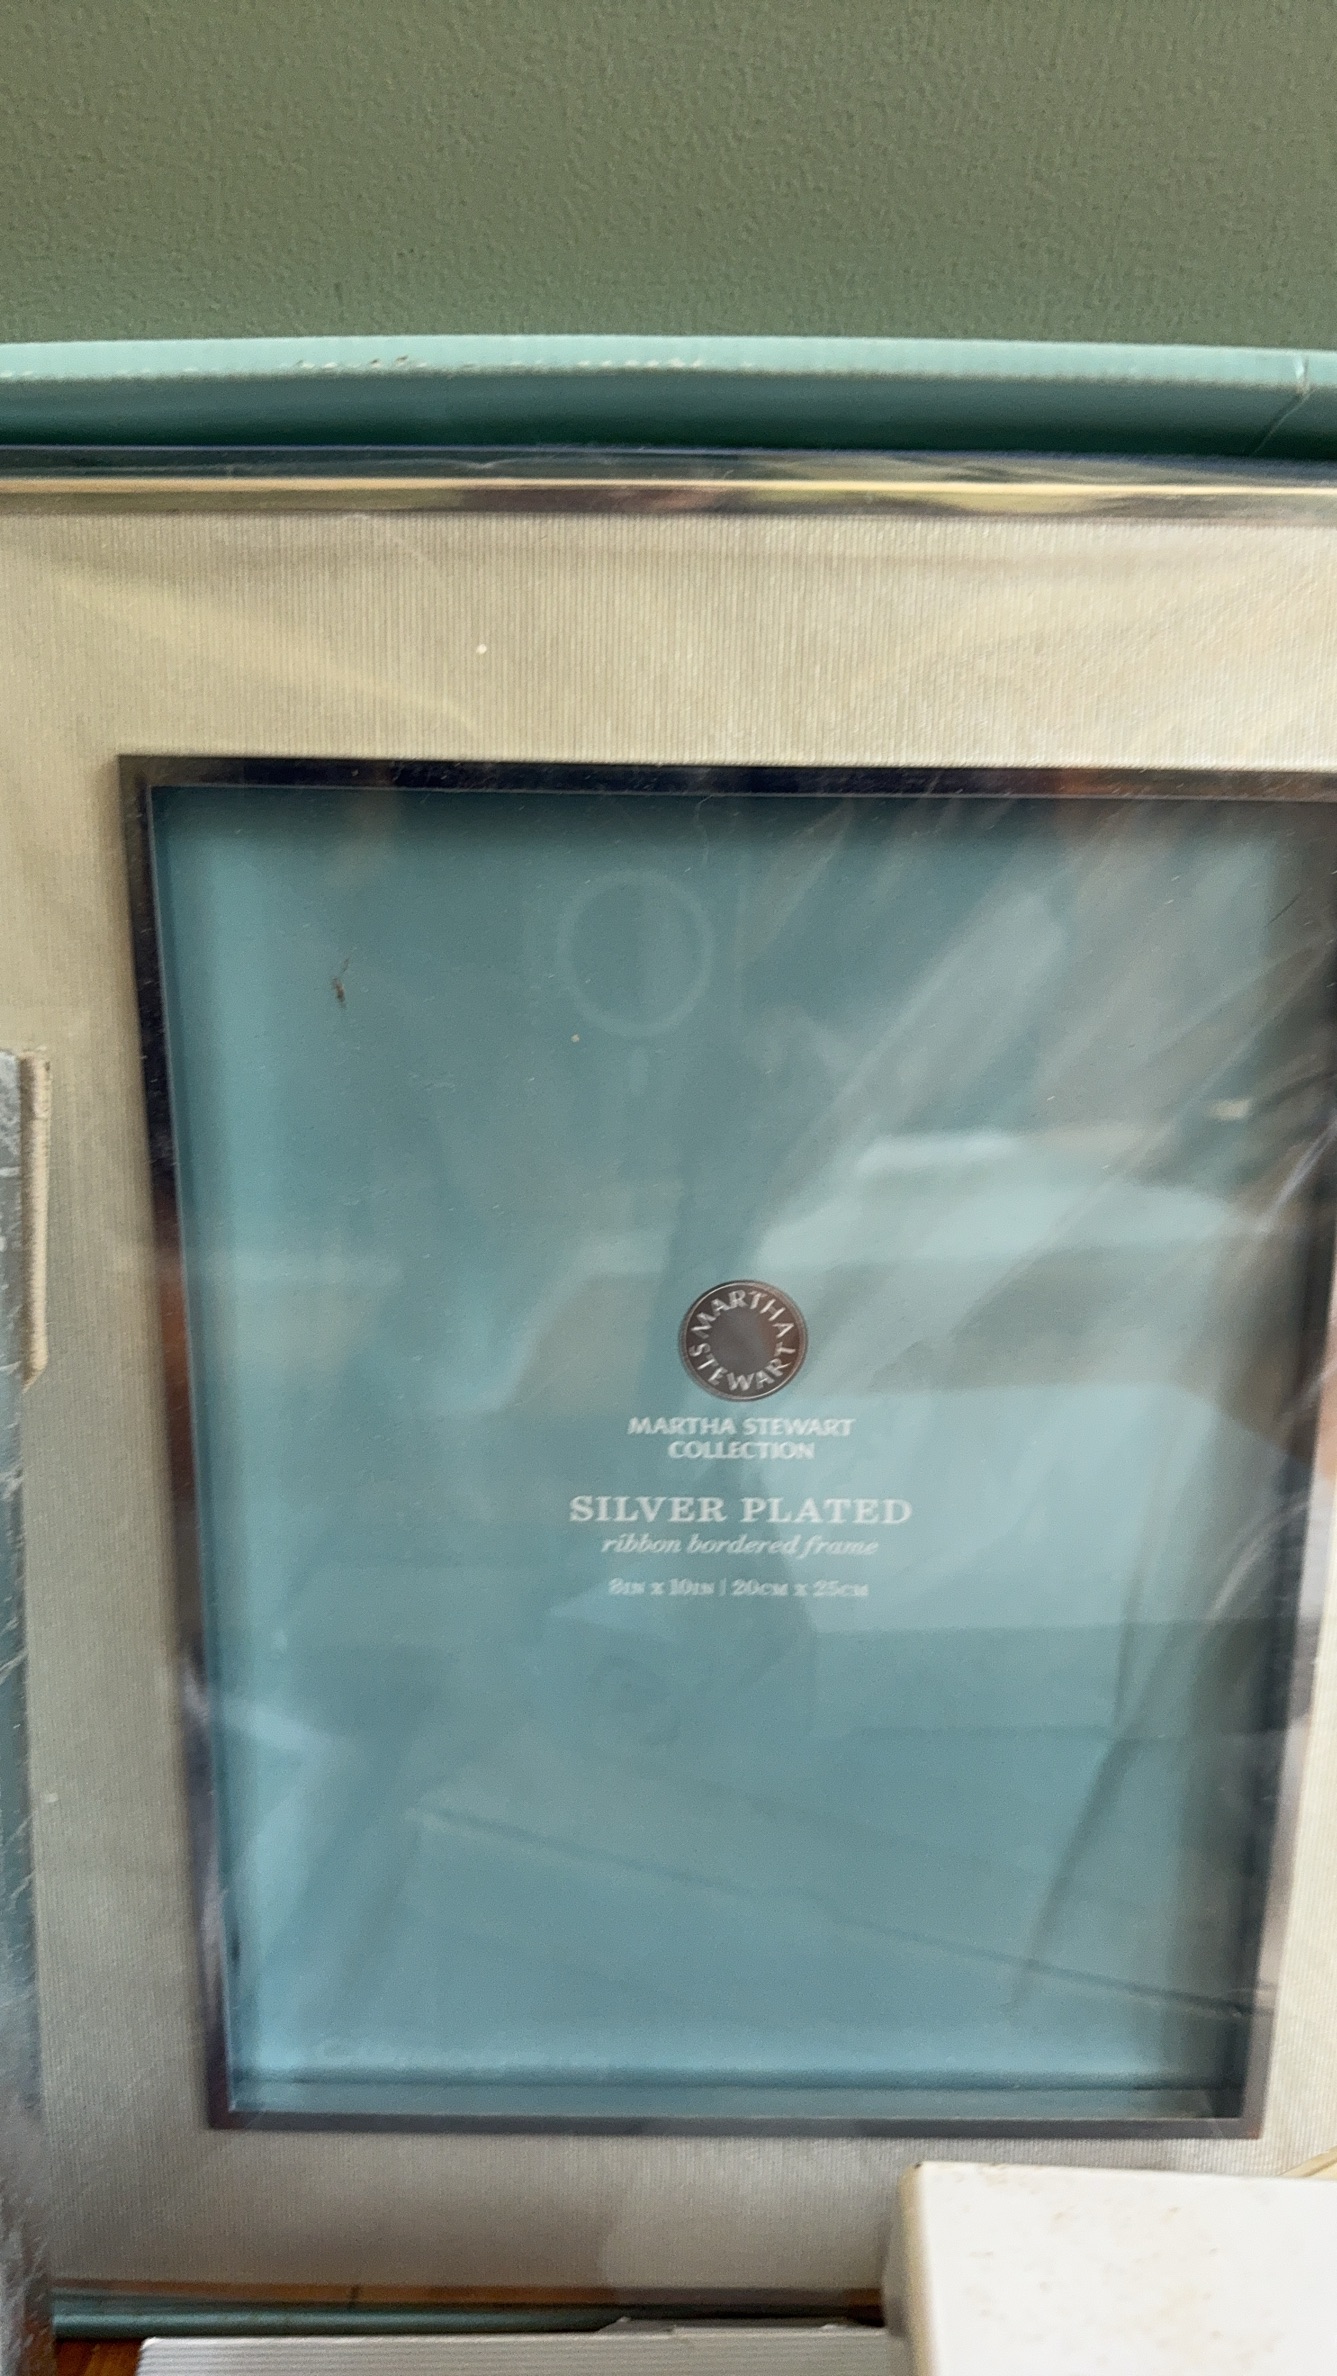 MARTHA
STEWART
MARTHA STEWART
COLLECTION
SILVER PLATED
ribbon bordered frame
8IN x 10IN | 20CM x 25CM